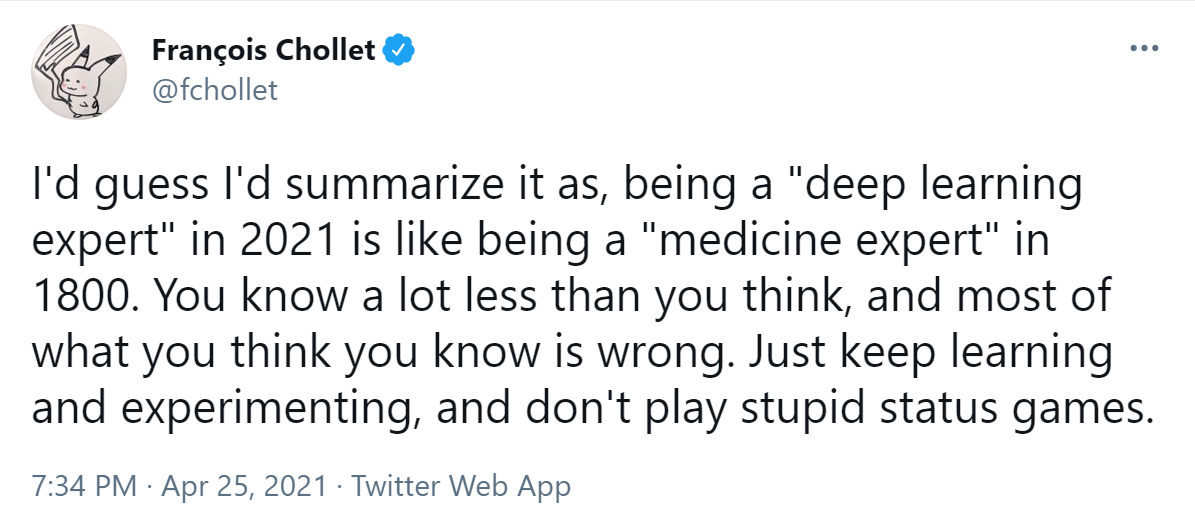 François Chollet
@fchollet
I'd guess I'd summarize it as, being a "deep learning
expert" in 2021 is like being a "medicine expert" in
1800. You know a lot less than you think, and most of
what you think you know is wrong. Just keep learning
and experimenting, and don't play stupid status games.
7:34 PM · Apr 25, 2021 · Twitter Web App